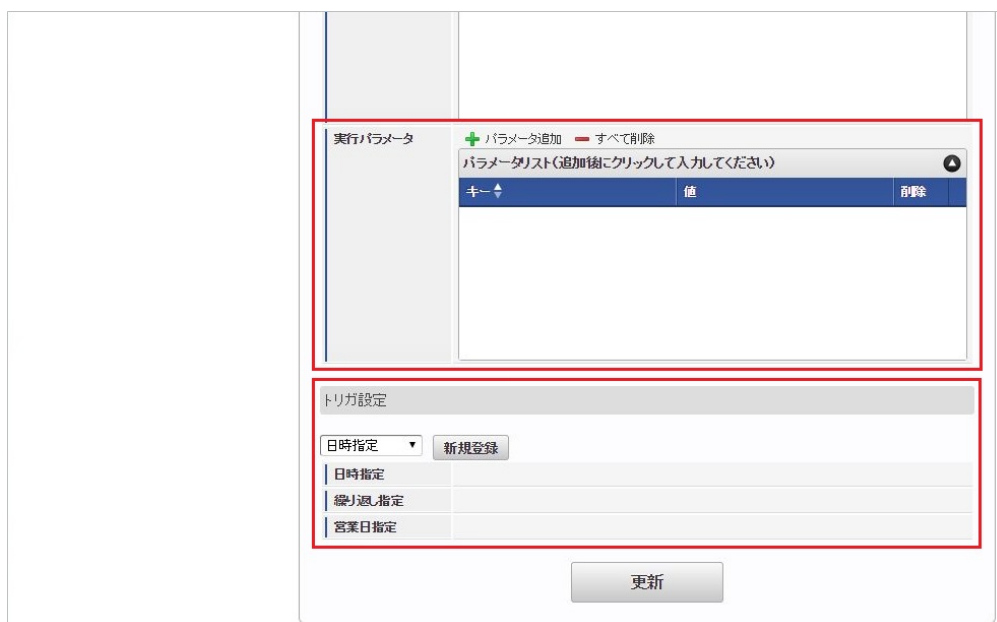 実行パラメータ
パラメータ追加 すべて削除
パラメータリスト(追加後にクリックして入力してください)
キー 値 削除
トリガ設定
日時指定 新規登録
日時指定
繰り返し指定
営業日指定
更新